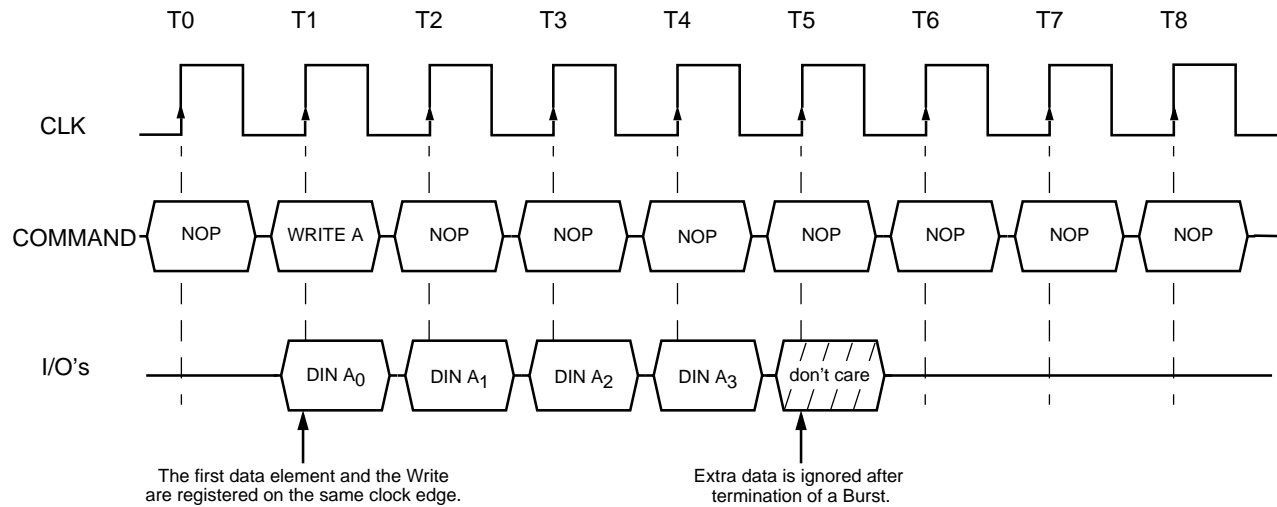 T0 T1 T2 T3 T4 T5 T6 T7 T8
CLK
COMMAND NOP WRITE A NOP NOP NOP NOP NOP NOP NOP
I/O's DIN A0 DIN A1 DIN A2 DIN A3 don't care
The first data element and the Write
are registered on the same clock edge.
Extra data is ignored after
termination of a Burst.